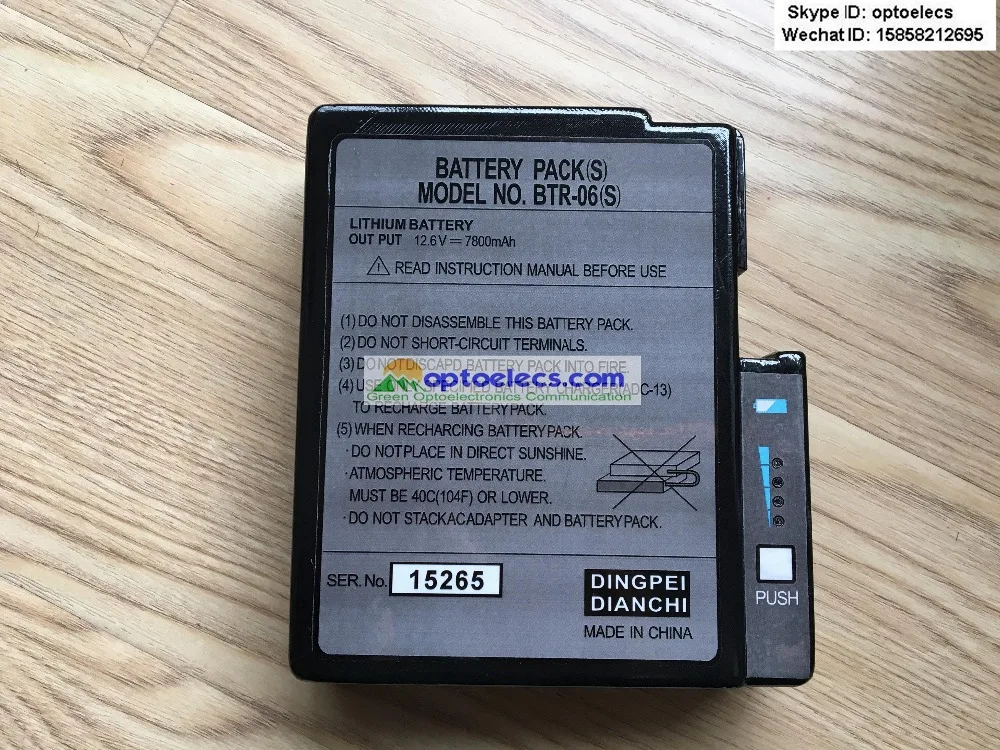 Skype ID: optoelecs
Wechat ID: 15858212695
BATTERY PACK(S)
MODEL NO. BTR-06(S)
LITHIUM BATTERY
OUT PUT 12.6V⎓7800mAh
READ INSTRUCTION MANUAL BEFORE USE
(1) DO NOT DISASSEMBLE THIS BATTERY PACK.
(2) DO NOT SHORT-CIRCUIT TERMINALS.
(3) DO NOT DISCAPD BATTERY PACK INTO FIRE.
optoelecs.com
Green Optoelectronics Communication
(4) USE BATTERY ADC-13)
TO RECHARGE BATTERY PACK.
(5) WHEN RECHARCING BATTERY PACK.
·DO NOT PLACE IN DIRECT SUNSHINE.
·ATMOSPHERIC TEMPERATURE.
MUST BE 40C(104F) OR LOWER.
·DO NOT STACKACADAPTER AND BATTERY PACK.
SER. No. 15265
DINGPEI
DIANCHI
MADE IN CHINA
PUSH